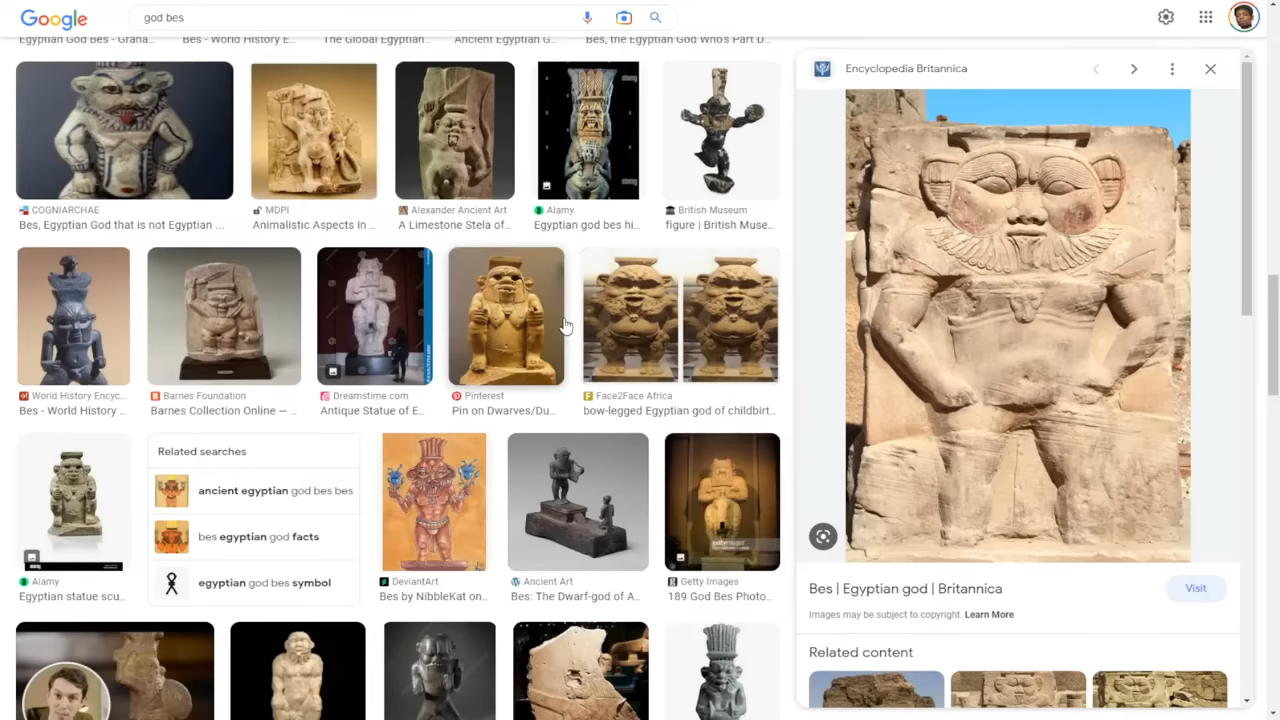 Google
god bes
Egyptian God Bes - Grana...
Bes - World History E...
The Global Egyptian...
Ancient Egyptian G...
Bes, the Egyptian God Who's Part D...
Encyclopedia Britannica
COGNIARCHAE
Bes, Egyptian God that is not Egyptian ...
MDPI
Animalistic Aspects in ...
Alexander Ancient Art
A Limestone Stela of...
Alamy
Egyptian god bes hi...
British Museum
figure | British Muse...
World History Encyc...
Bes - World History ...
Barnes Foundation
Barnes Collection Online — ...
Dreamstime.com
Antique Statue of E...
Pinterest
Pin on Dwarves/Du...
Face2Face Africa
bow-legged Egyptian god of childbirt...
Related searches
ancient egyptian god bes bes
bes egyptian god facts
egyptian god bes symbol
Alamy
Egyptian statue scu...
DeviantArt
Bes by NibbleKat on...
Ancient Art
Bes: The Dwarf-god of A...
Getty Images
189 God Bes Photo...
Bes | Egyptian god | Britannica
Visit
Images may be subject to copyright. Learn More
Related content